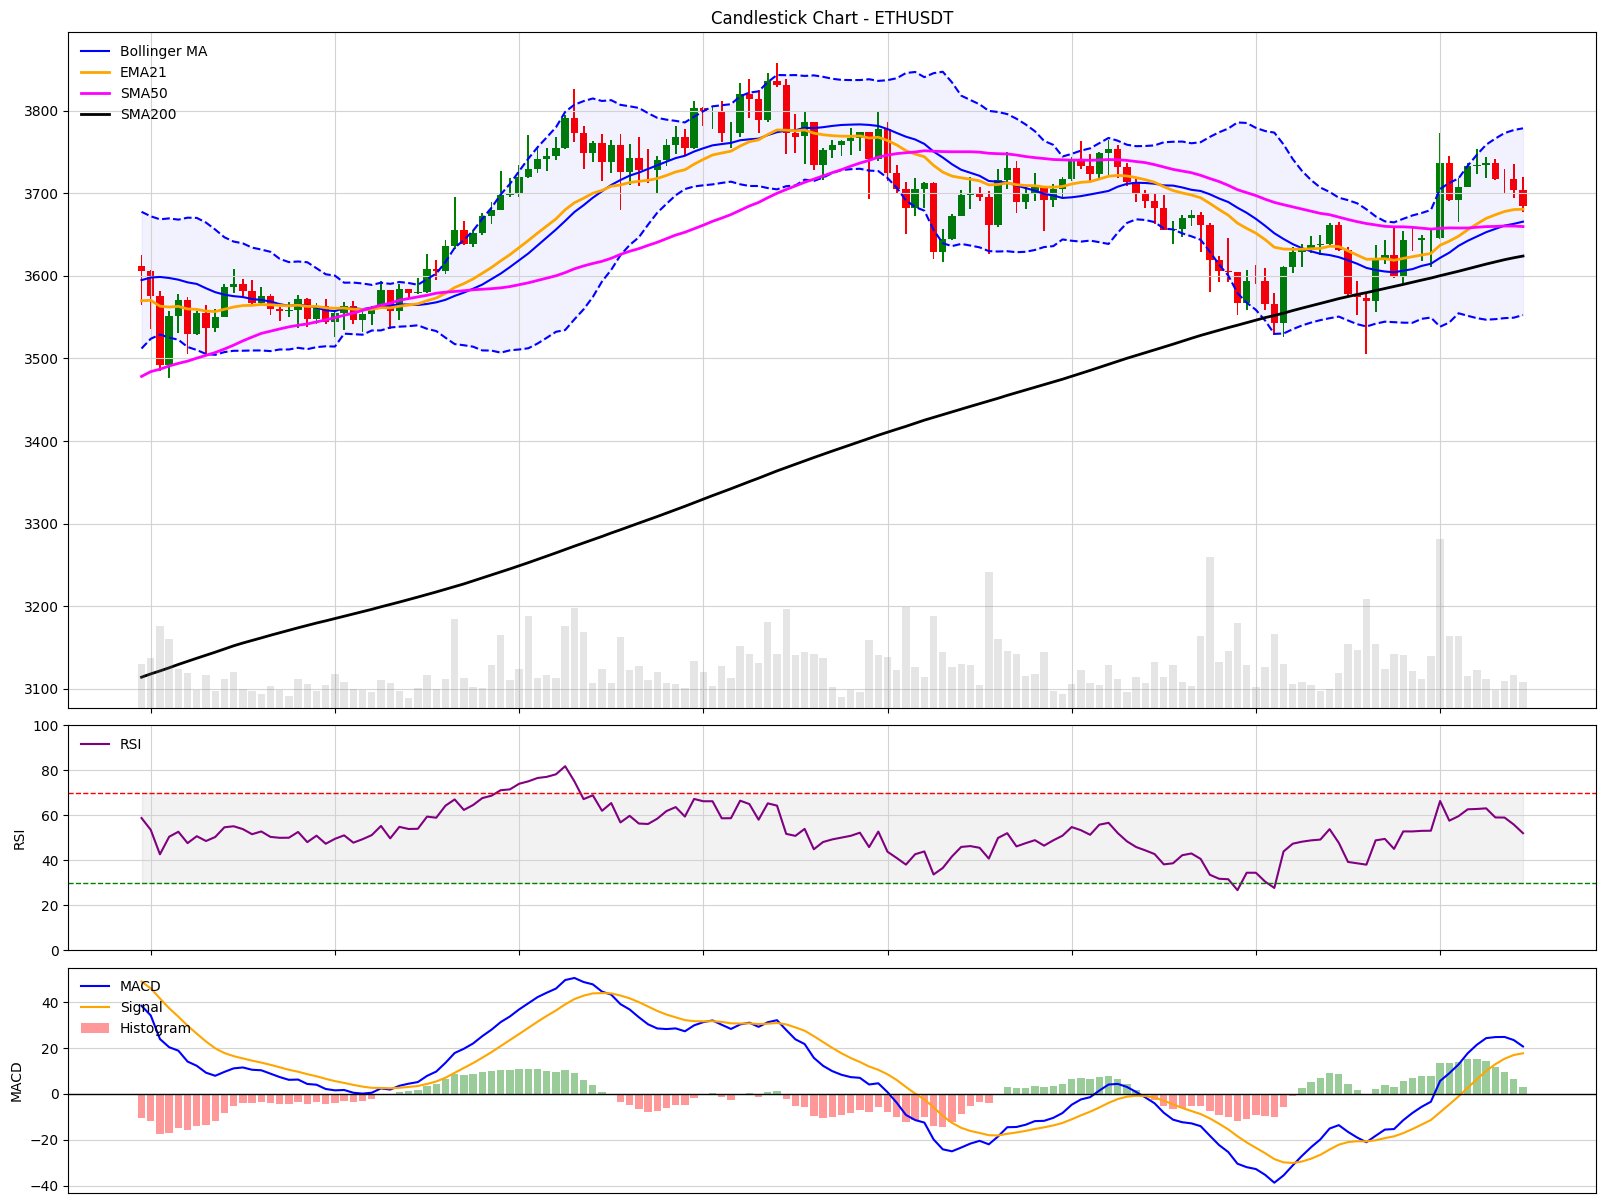 Candlestick Chart - ETHUSDT
Bollinger MA
EMA21
SMA50
SMA200
3800
3700
3600
3500
3400
3300
3200
3100
RSI
RSI
100
80
60
40
20
0
MACD
Signal
Histogram
MACD
40
20
0
−20
−40